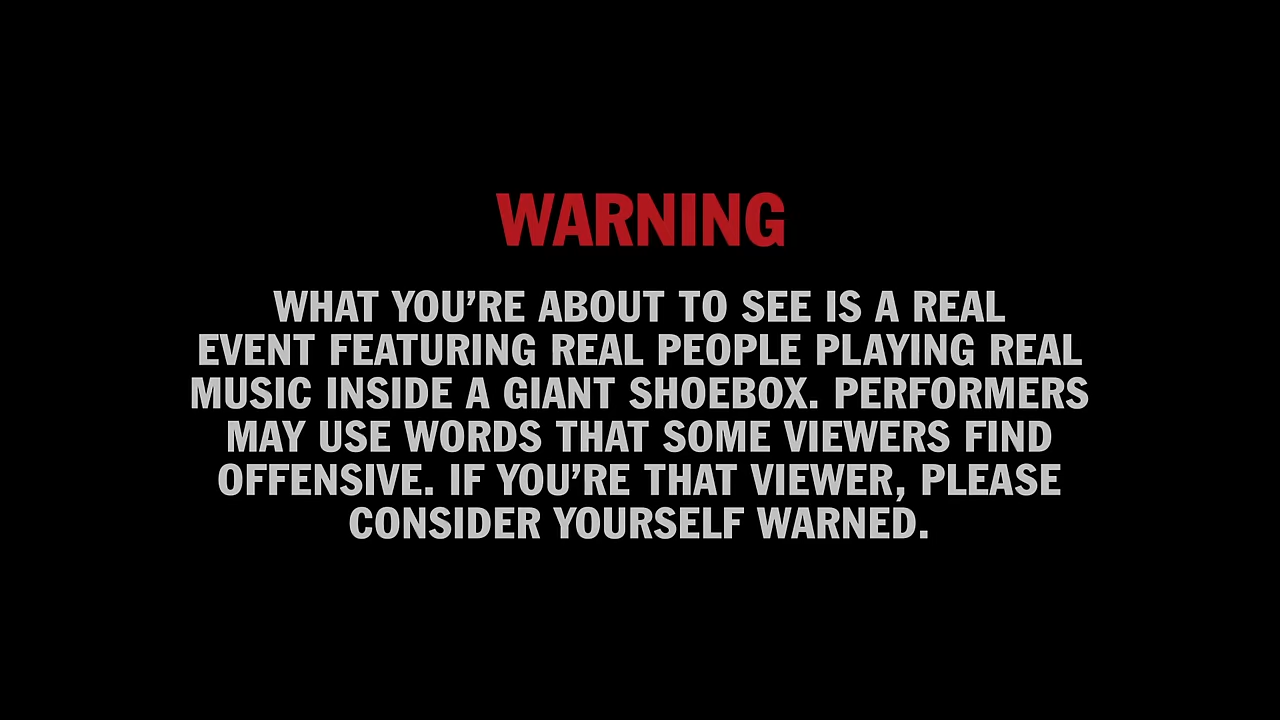 WARNING
WHAT YOU’RE ABOUT TO SEE IS A REAL
EVENT FEATURING REAL PEOPLE PLAYING REAL
MUSIC INSIDE A GIANT SHOEBOX. PERFORMERS
MAY USE WORDS THAT SOME VIEWERS FIND
OFFENSIVE. IF YOU’RE THAT VIEWER, PLEASE
CONSIDER YOURSELF WARNED.